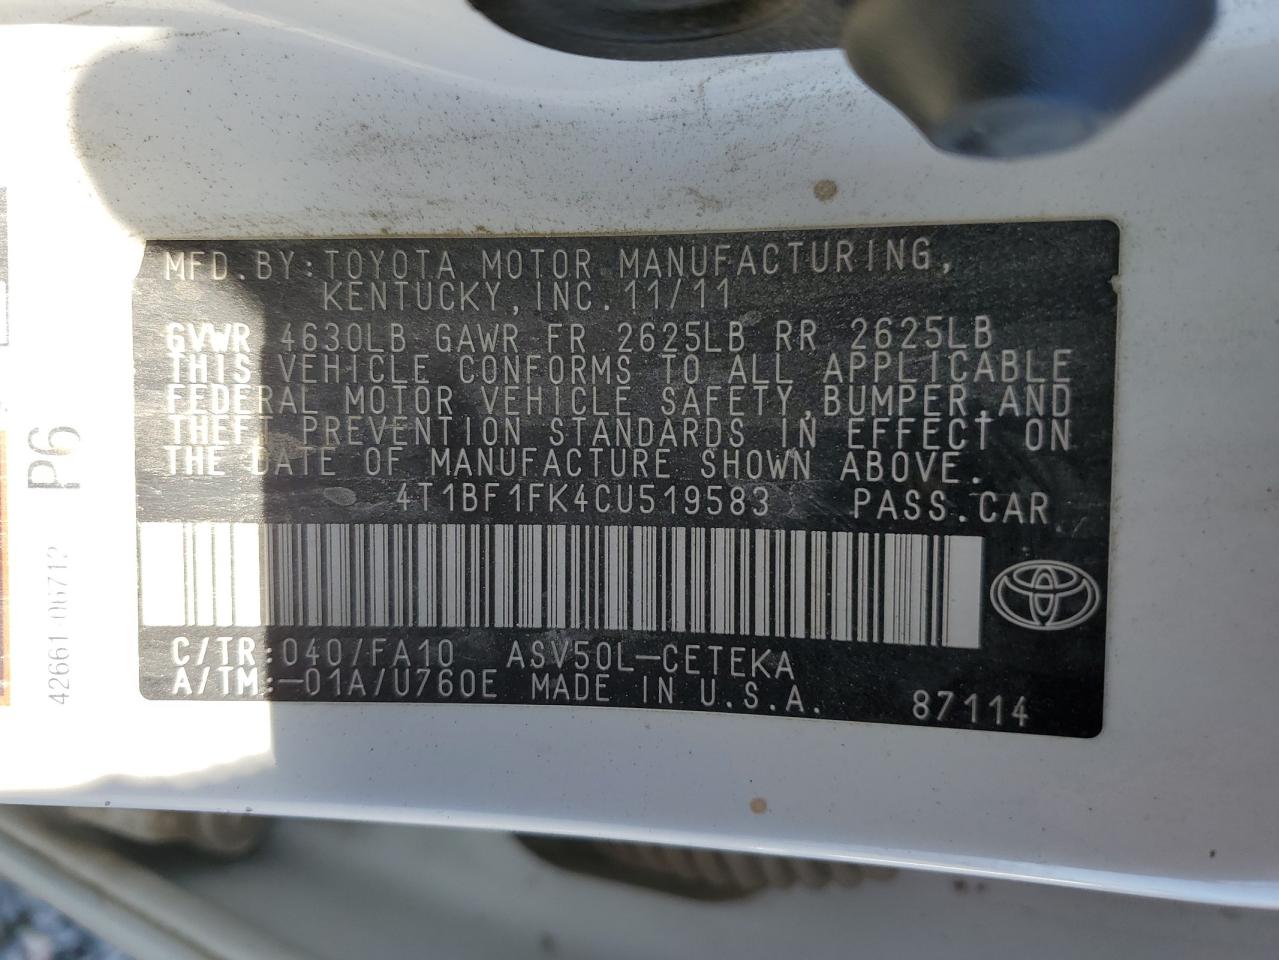 MFD.BY:TOYOTA MOTOR MANUFACTURING,
KENTUCKY,INC.11/11
GVWR 4630LB GAWR FR 2625LB RR 2625LB
THIS VEHICLE CONFORMS TO ALL APPLICABLE
FEDERAL MOTOR VEHICLE SAFETY,BUMPER,AND
THEFT PREVENTION STANDARDS IN EFFECT ON
THE DATE OF MANUFACTURE SHOWN ABOVE.
4T1BF1FK4CU519583 PASS.CAR
C/TR:040/FA10 ASV50L-CETEKA
A/TM:-01A/U760E MADE IN U.S.A. 87114
P6
42661 06712